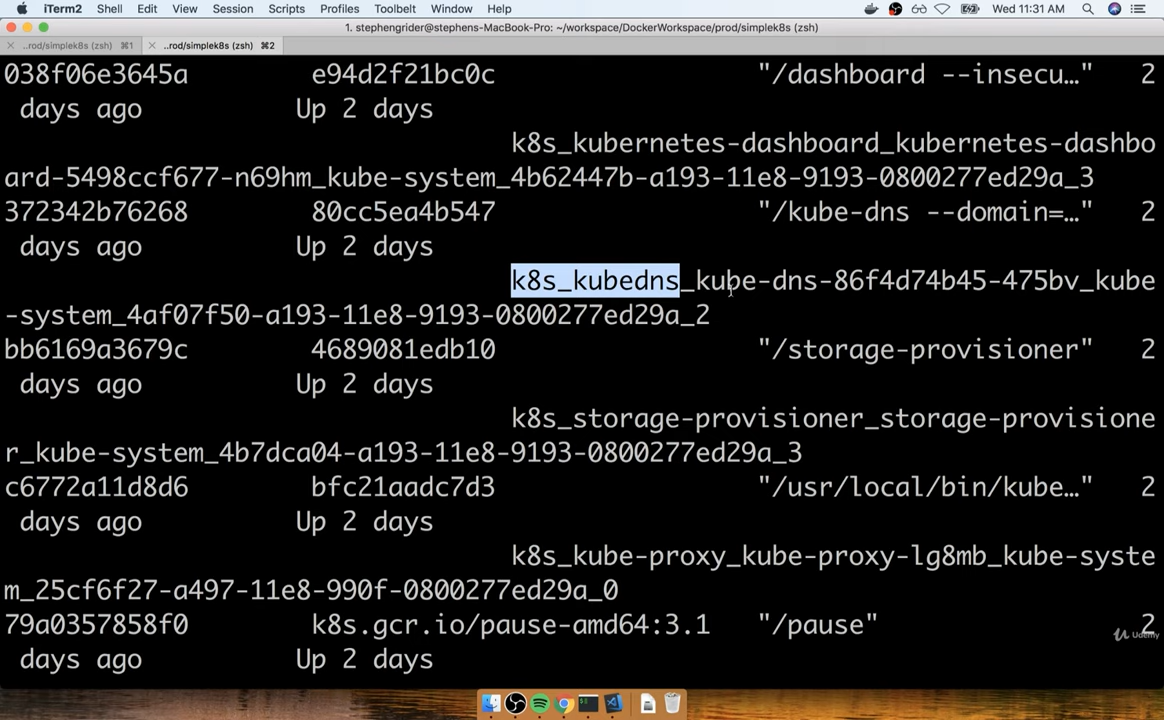 iTerm2 Shell Edit View Session Scripts Profiles Toolbelt Window Help Wed 11:31 AM
1. stephengrider@stephens-MacBook-Pro: ~/workspace/DockerWorkspace/prod/simplek8s (zsh)
..rod/simplek8s (zsh) ⌘1 ..rod/simplek8s (zsh) ⌘2
038f06e3645a e94d2f21bc0c "/dashboard --insecu…" 2
days ago Up 2 days
k8s_kubernetes-dashboard_kubernetes-dashbo
ard-5498ccf677-n69hm_kube-system_4b62447b-a193-11e8-9193-0800277ed29a_3
372342b76268 80cc5ea4b547 "/kube-dns --domain=…" 2
days ago Up 2 days
k8s_kubedns_kube-dns-86f4d74b45-475bv_kube
-system_4af07f50-a193-11e8-9193-0800277ed29a_2
bb6169a3679c 4689081edb10 "/storage-provisioner" 2
days ago Up 2 days
k8s_storage-provisioner_storage-provisione
r_kube-system_4b7dca04-a193-11e8-9193-0800277ed29a_3
c6772a11d8d6 bfc21aadc7d3 "/usr/local/bin/kube…" 2
days ago Up 2 days
k8s_kube-proxy_kube-proxy-lg8mb_kube-syste
m_25cf6f27-a497-11e8-990f-0800277ed29a_0
79a0357858f0 k8s.gcr.io/pause-amd64:3.1 "/pause" 2
Udemy
days ago Up 2 days